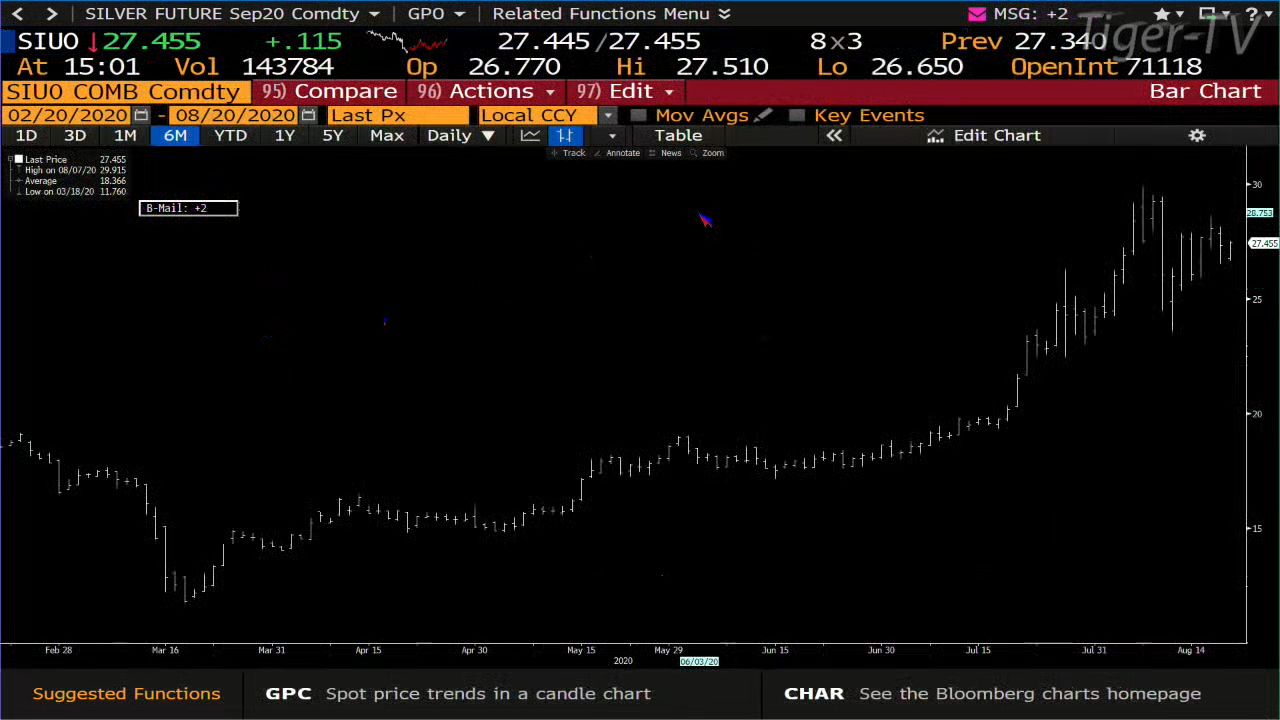 SILVER FUTURE Sep20 Comdty GPO Related Functions Menu MSG: +2 ?
Tiger-TV
SIU0 27.455 +.115 27.445/27.455 8x3 Prev 27.340
At 15:01 Vol 143784 Op 26.770 Hi 27.510 Lo 26.650 OpenInt 71118
SIU0 COMB Comdty 95) Compare 96) Actions 97) Edit Bar Chart
02/20/2020 - 08/20/2020 Last Px Local CCY Mov Avgs Key Events
1D 3D 1M 6M YTD 1Y 5Y Max Daily Table Edit Chart
Track Annotate News Zoom
Last Price 27.455
High on 08/07/20 29.915
Average 18.366
Low on 03/18/20 11.760
B-Mail: +2
30
28.753
27.455
25
20
15
Feb 28 Mar 16 Mar 31 Apr 15 Apr 30 May 15 May 29 Jun 15 Jun 30 Jul 15 Jul 31 Aug 14
2020 06/03/20
Suggested Functions GPC Spot price trends in a candle chart CHAR See the Bloomberg charts homepage